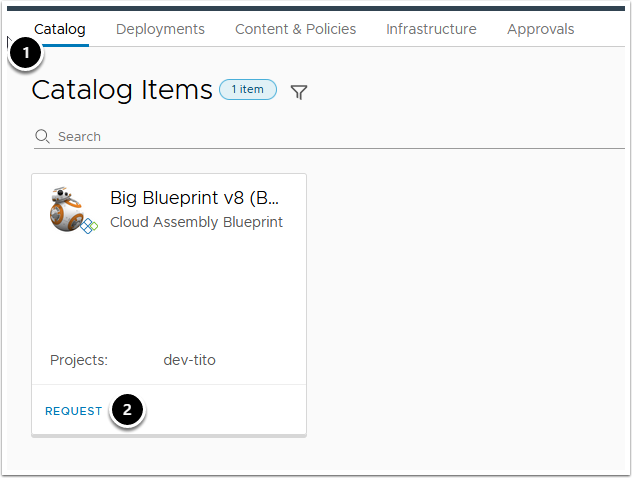 Catalog Deployments Content & Policies Infrastructure Approvals
1
Catalog Items 1 item
Search
Big Blueprint v8 (B...
Cloud Assembly Blueprint
Projects: dev-tito
REQUEST 2